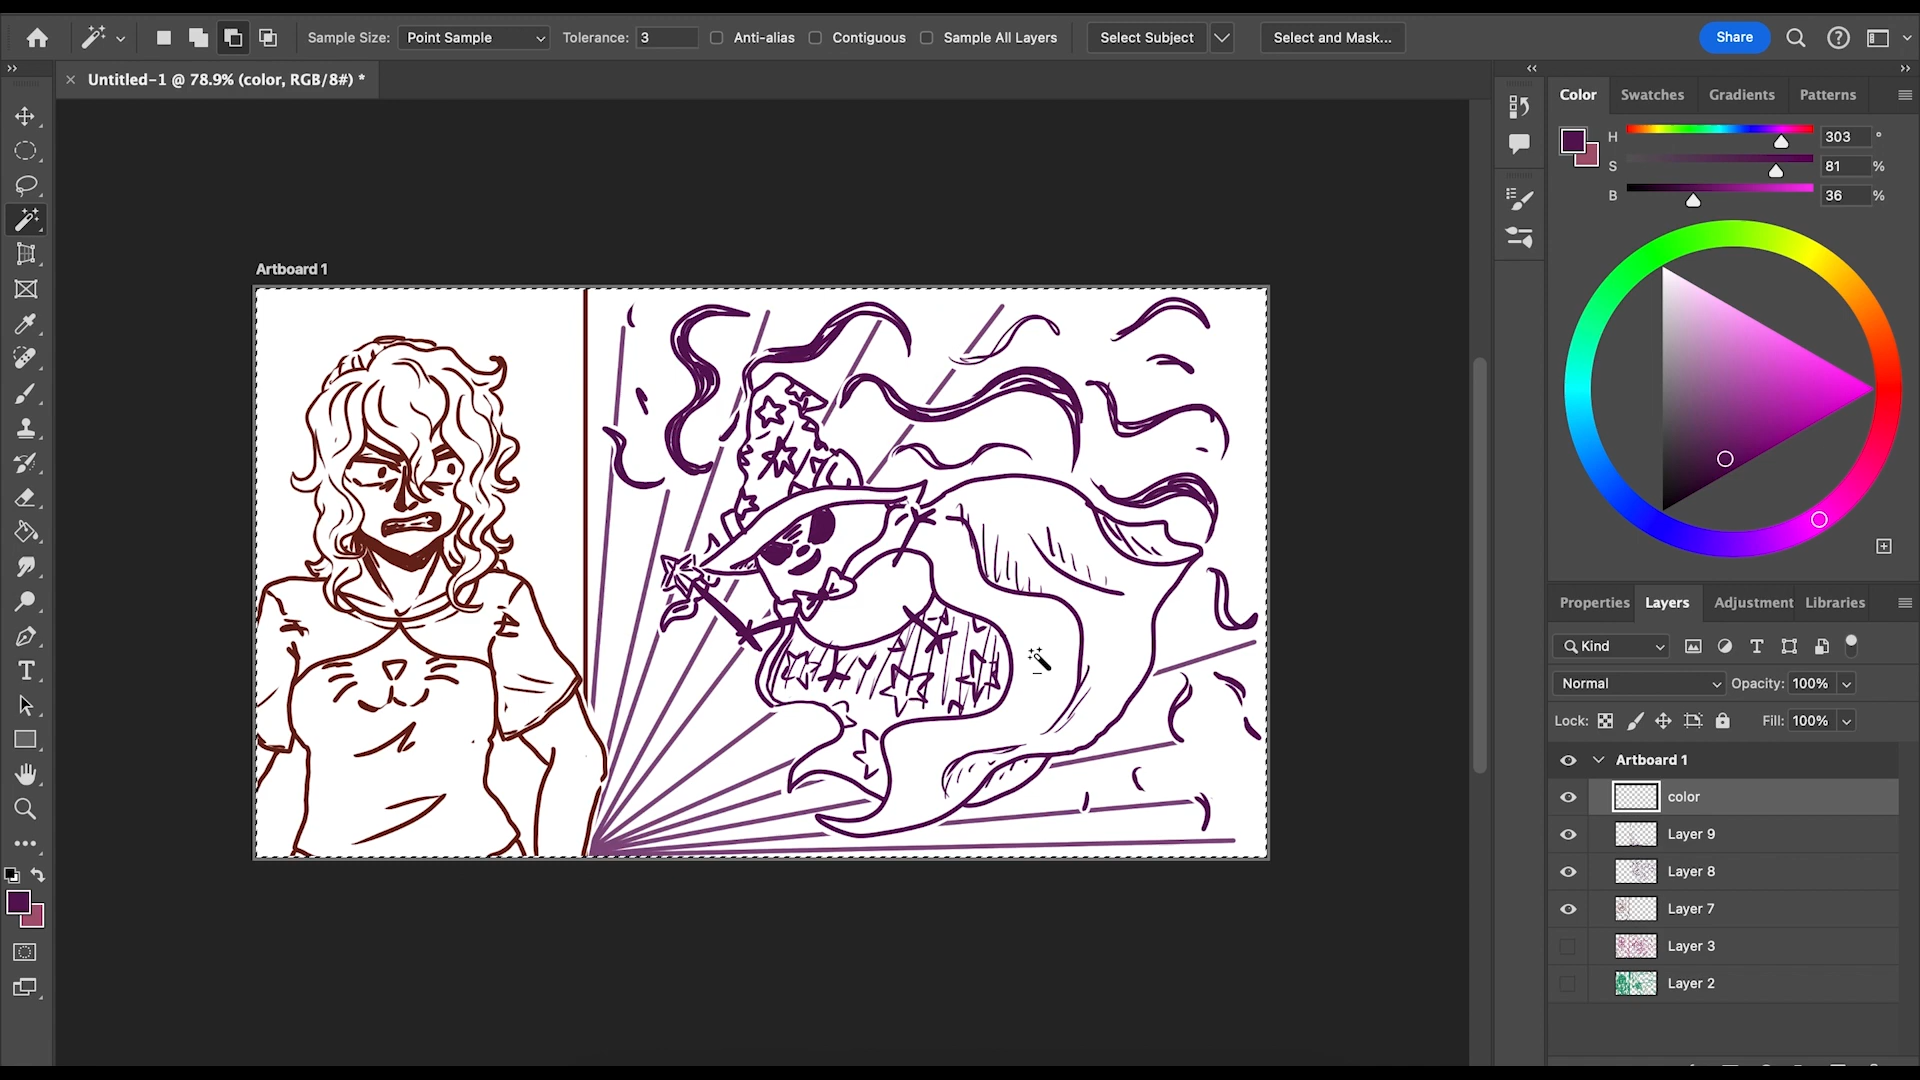 Sample Size: Point Sample Tolerance: 3 Anti-alias Contiguous Sample All Layers Select Subject Select and Mask... Share
Untitled-1 @ 78.9% (color, RGB/8#) *
Color Swatches Gradients Patterns
H 303 °
S 81 %
B 36 %
Artboard 1
Properties Layers Adjustment Libraries
Kind
Normal Opacity: 100%
Lock: Fill: 100%
Artboard 1
color
Layer 9
Layer 8
Layer 7
Layer 3
Layer 2